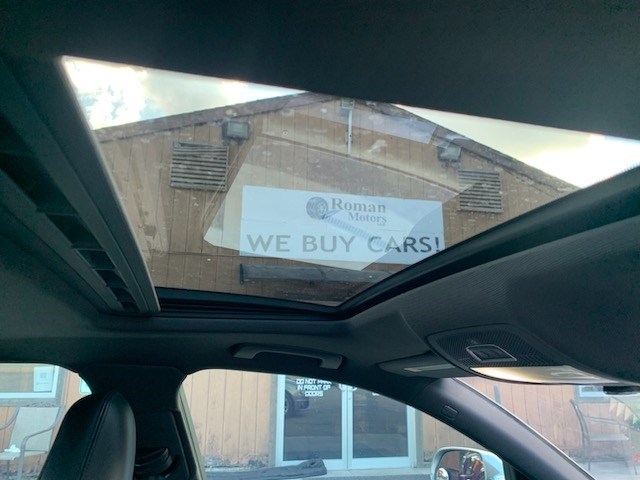 Roman
Motors
WE BUY CARS!
DO NOT PARK
IN FRONT OF
DOORS